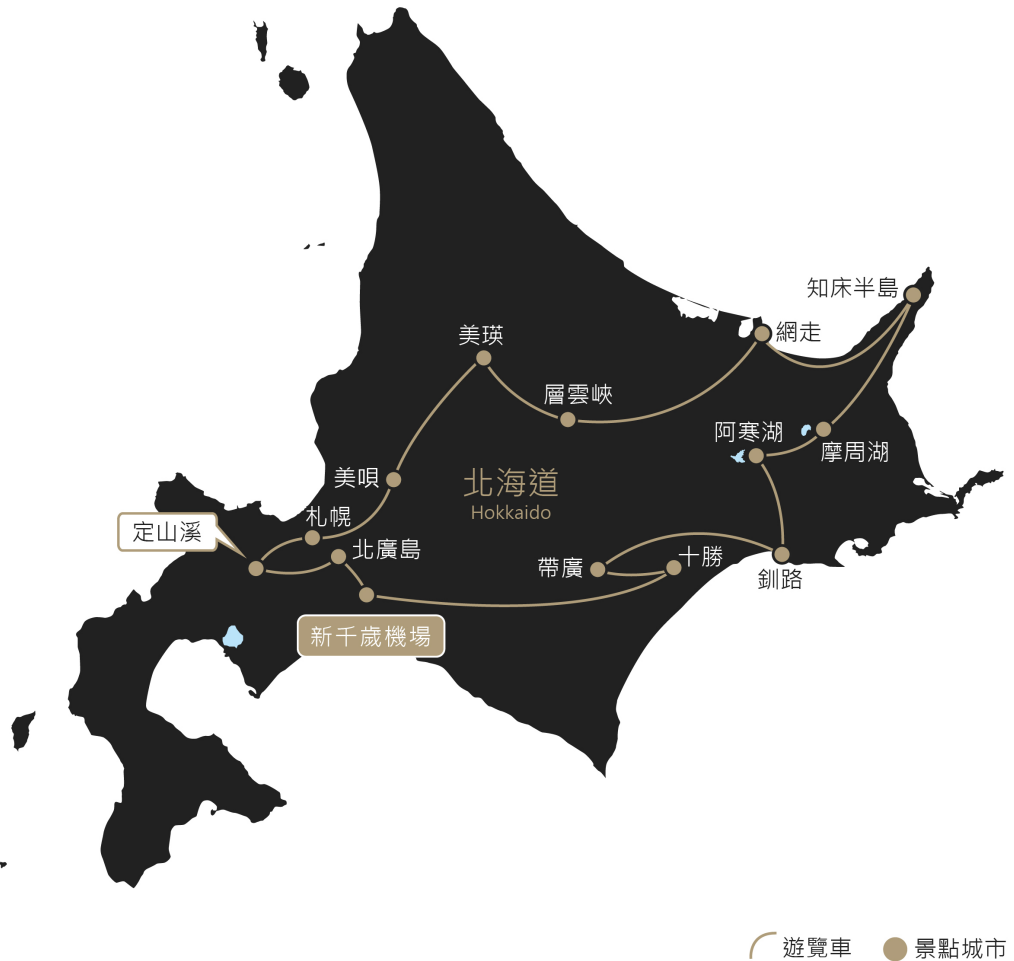 知床半島
網走
美瑛
層雲峽
阿寒湖
摩周湖
美唄
北海道
Hokkaido
札幌
定山溪
北廣島
十勝
帶廣
釧路
新千歲機場
遊覽車
景點城市